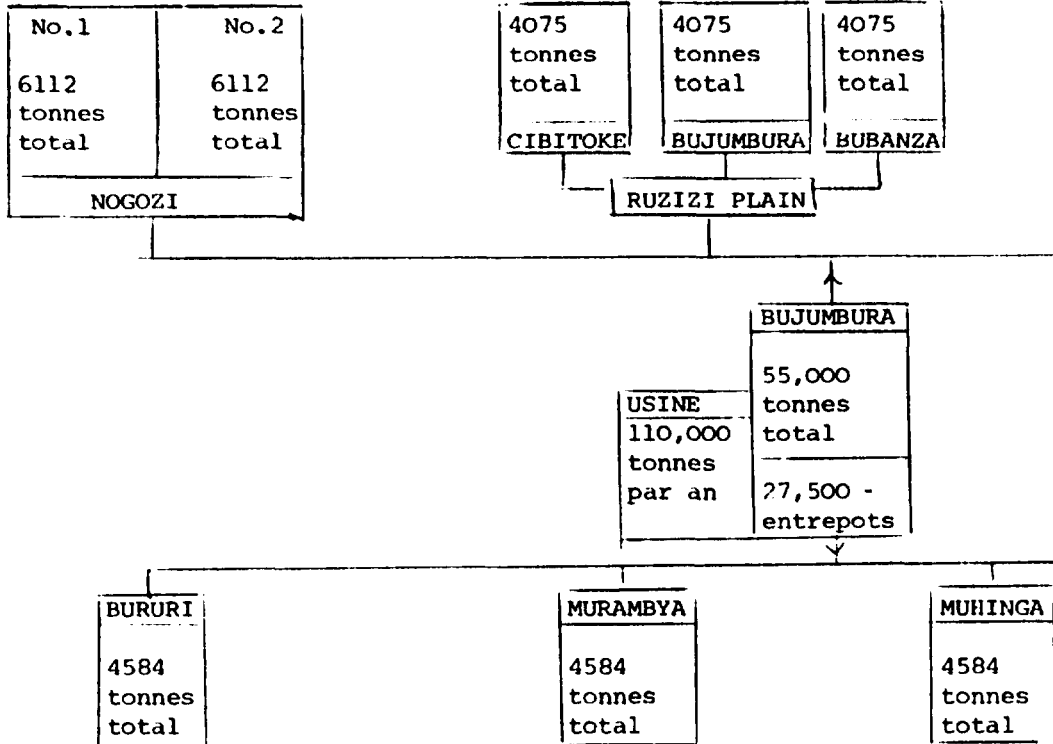 No.1
6112
tonnes
total
No.2
6112
tonnes
total
NOGOZI
4075
tonnes
total
CIBITOKE
4075
tonnes
total
BUJUMBURA
4075
tonnes
total
BUBANZA
RUZIZI PLAIN
BUJUMBURA
55,000
tonnes
total
27,500 -
entrepots
USINE
110,000
tonnes
par an
BURURI
4584
tonnes
total
MURAMBYA
4584
tonnes
total
MUHINGA
4584
tonnes
total